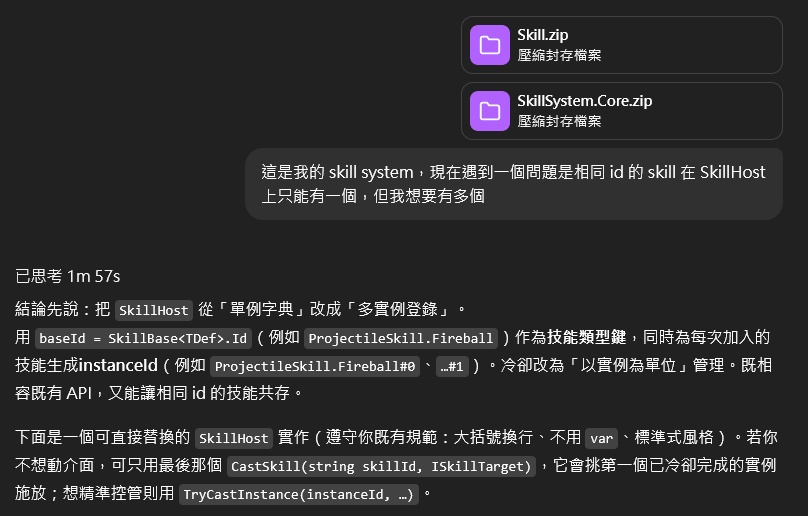 Skill.zip
壓縮封存檔案
SkillSystem.Core.zip
壓縮封存檔案
這是我的 skill system，現在遇到一個問題是相同 id 的 skill 在 SkillHost
上只能有一個，但我想要有多個
已思考 1m 57s
結論先說：把 SkillHost 從「單例字典」改成「多實例登錄」。
用 baseId = SkillBase<TDef>.Id（例如 ProjectileSkill.Fireball）作為技能類型鍵，同時為每次加入的
技能生成instanceId（例如 ProjectileSkill.Fireball#0、…#1）。冷卻改為「以實例為單位」管理。既相
容既有 API，又能讓相同 id 的技能共存。
下面是一個可直接替換的 SkillHost 實作（遵守你既有規範：大括號換行、不用 var、標準式風格）。若你
不想動介面，可只用最後那個 CastSkill(string skillId, ISkillTarget)，它會挑第一個已冷卻完成的實例
施放；想精準控管則用 TryCastInstance(instanceId, …)。